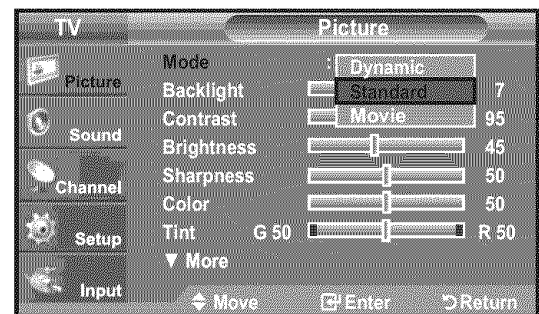 TV
Picture
Picture
Sound
Channel
Setup
Input
Mode :
Dynamic
Standard
Movie
Backlight 7
Contrast 95
Brightness 45
Sharpness 50
Color 50
Tint G 50 R 50
▼ More
Move Enter Return